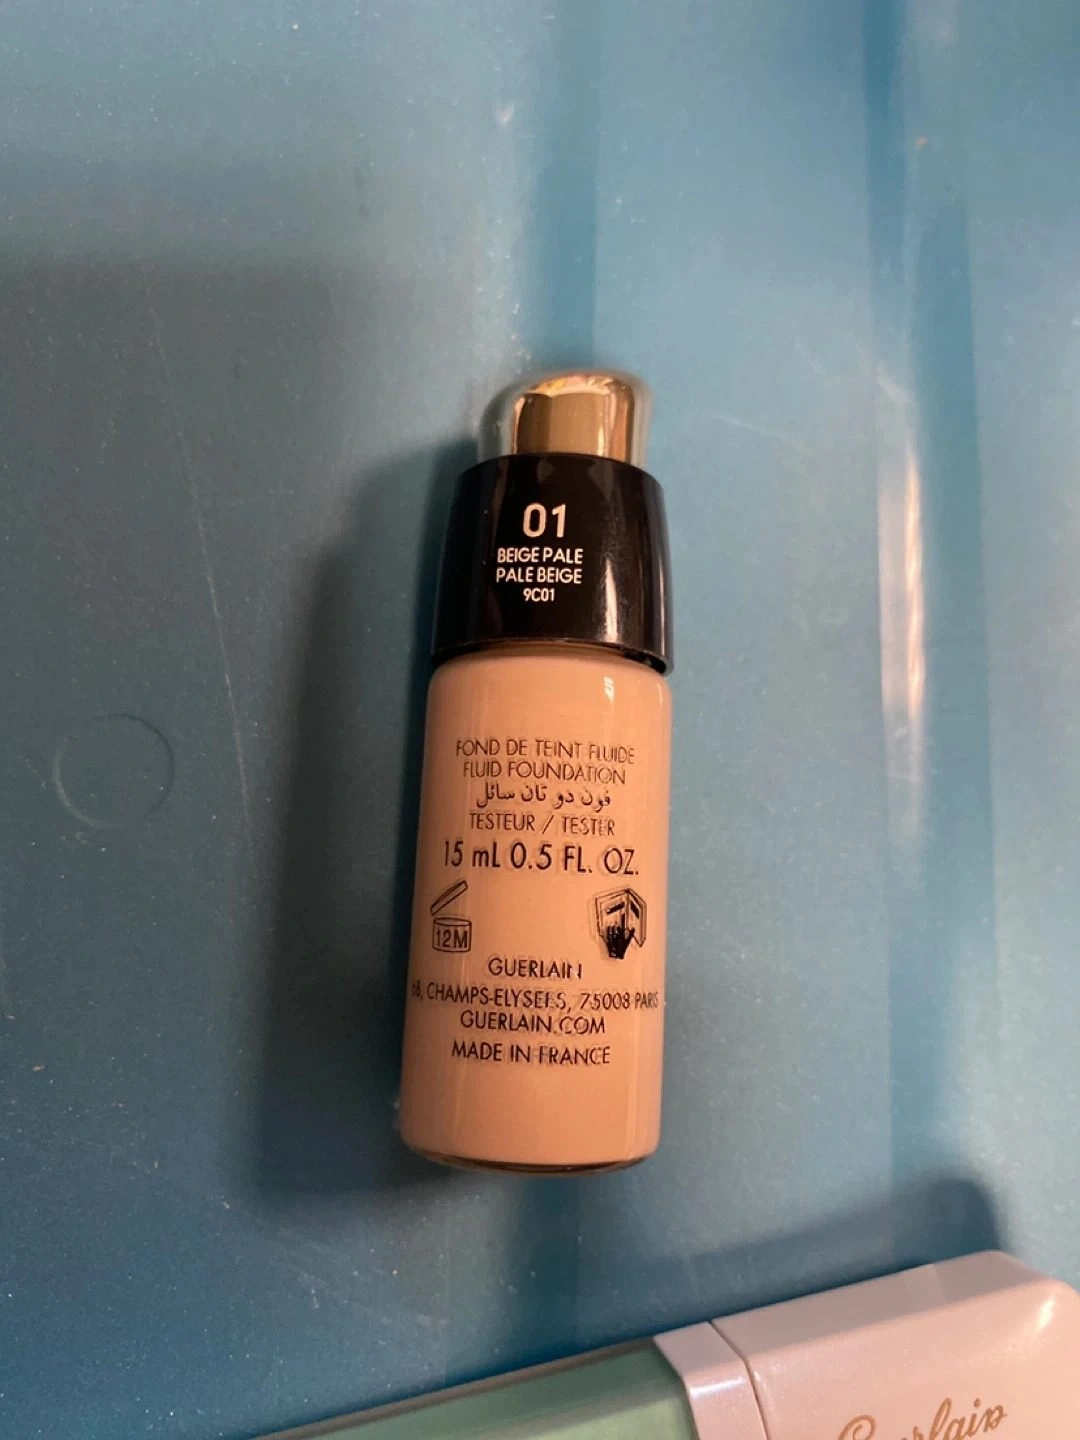 01
BEIGE PALE
PALE BEIGE
9C01
FOND DE TEINT FLUIDE
FLUID FOUNDATION
فون دو تان سائل
TESTEUR / TESTER
15 mL 0.5 FL. OZ.
12M
GUERLAIN
68, CHAMPS-ELYSEES, 75008 PARIS
GUERLAIN.COM
MADE IN FRANCE
Guerlain